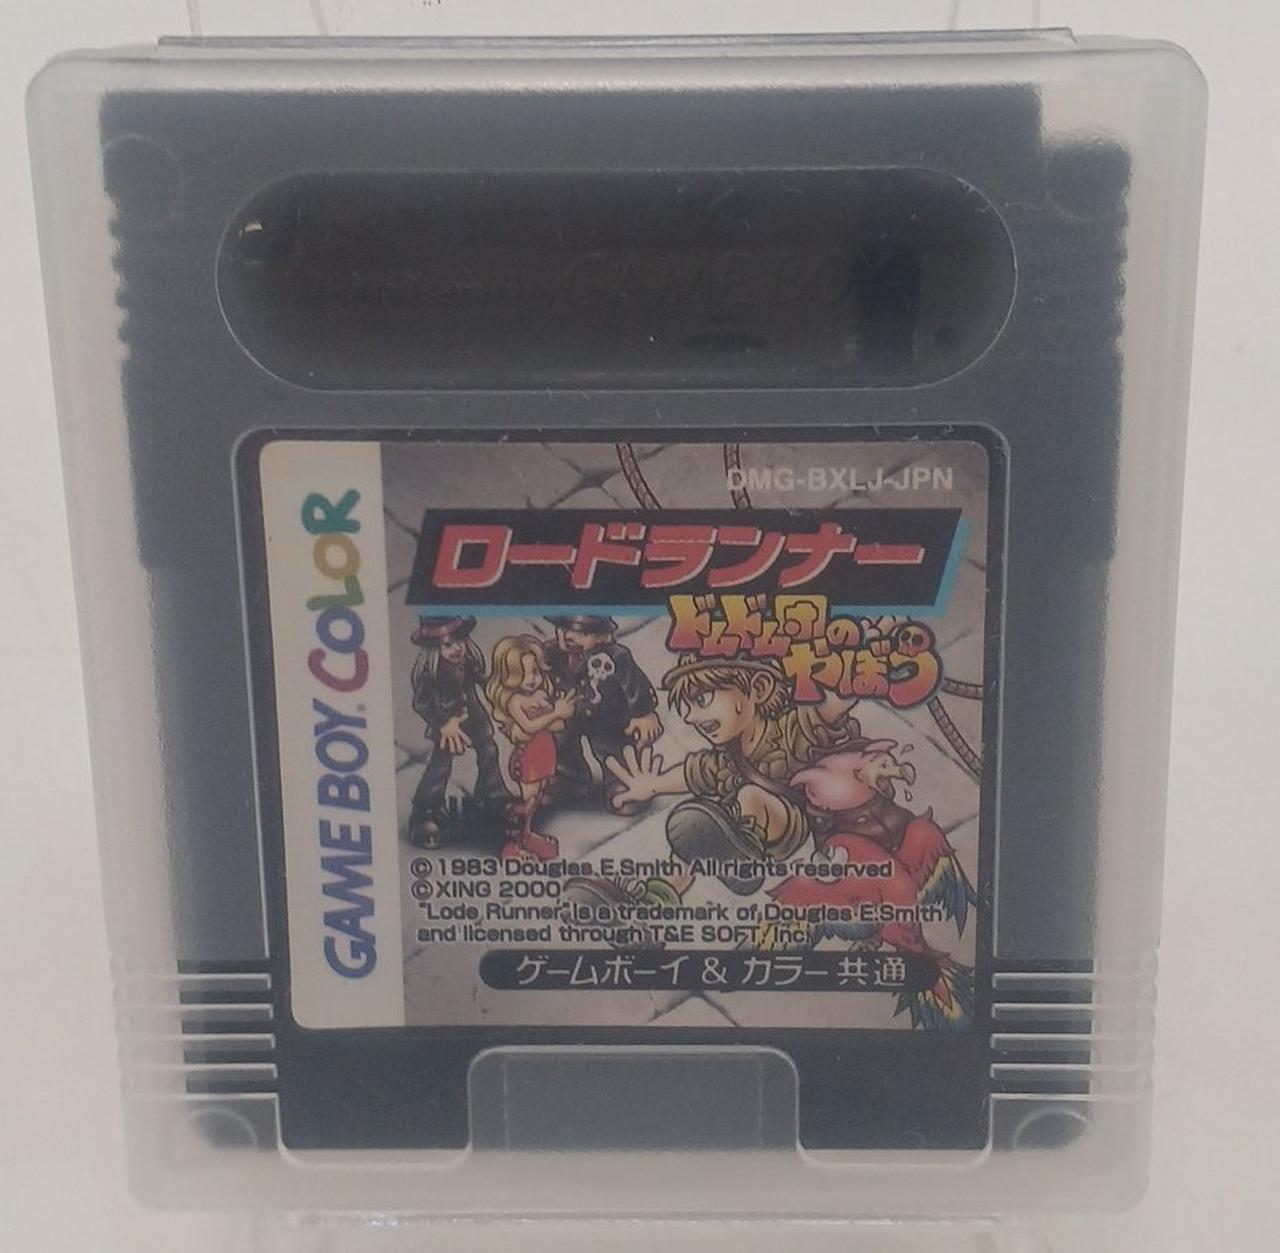 Nintendo GAME BOY
DMG-BXLJ-JPN
ロードランナー
ドムドム団の
やぼう
GAME BOY COLOR
© 1983 Douglas E.Smith All rights reserved
© XING 2000
"Lode Runner" is a trademark of Douglas E.Smith
and licensed through T&E SOFT, Inc.
ゲームボーイ & カラー共通